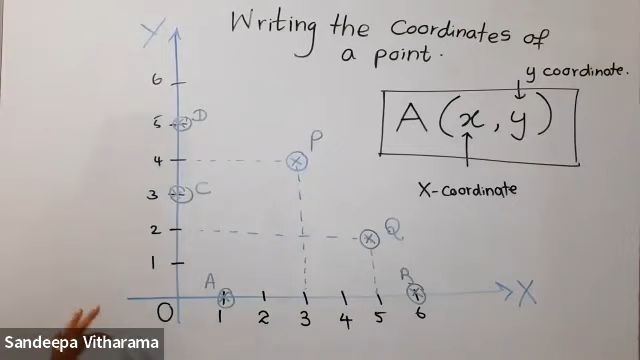 Writing the Coordinates of
a point.
y coordinate.
A (x, y)
X-coordinate
Y
6
5 D
P
4
3 C
Q
2
1
A
B
O 1 2 3 4 5 6 X
Sandeepa Vitharama